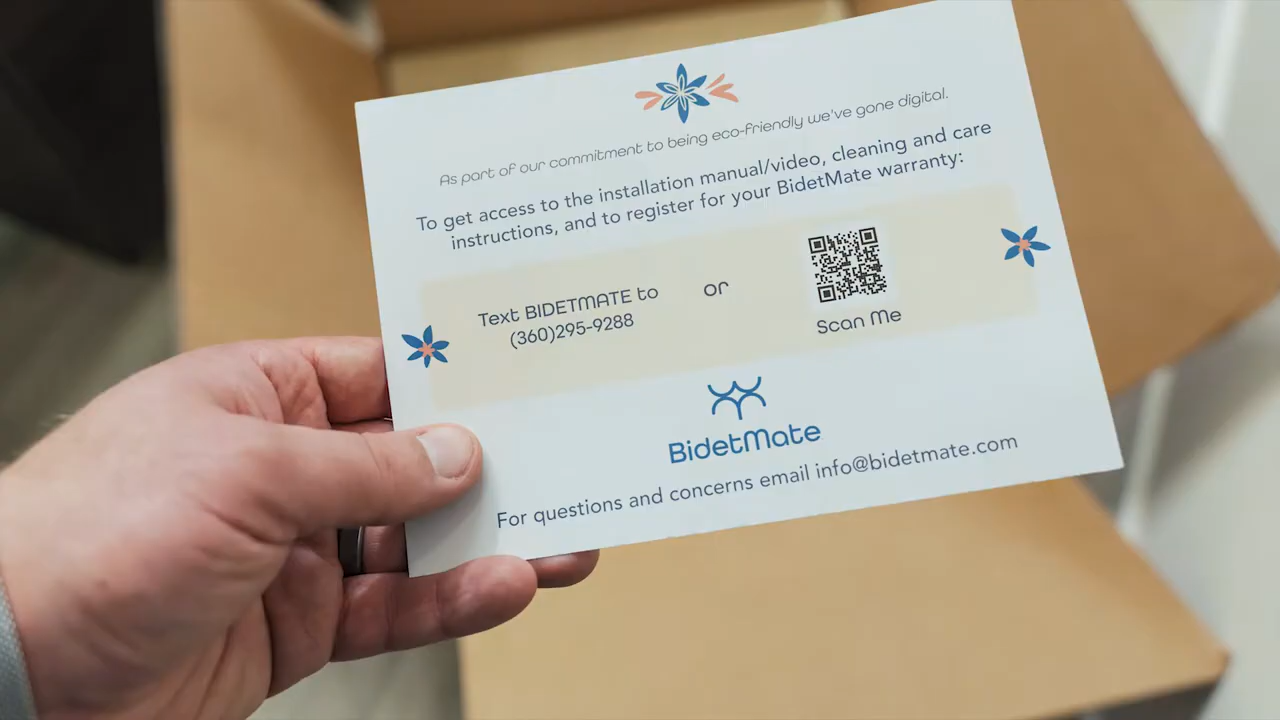 As part of our commitment to being eco-friendly we've gone digital.
To get access to the installation manual/video, cleaning and care
instructions, and to register for your BidetMate warranty:
Text BIDETMATE to
(360)295-9288
or
Scan Me
BidetMate
For questions and concerns email info@bidetmate.com